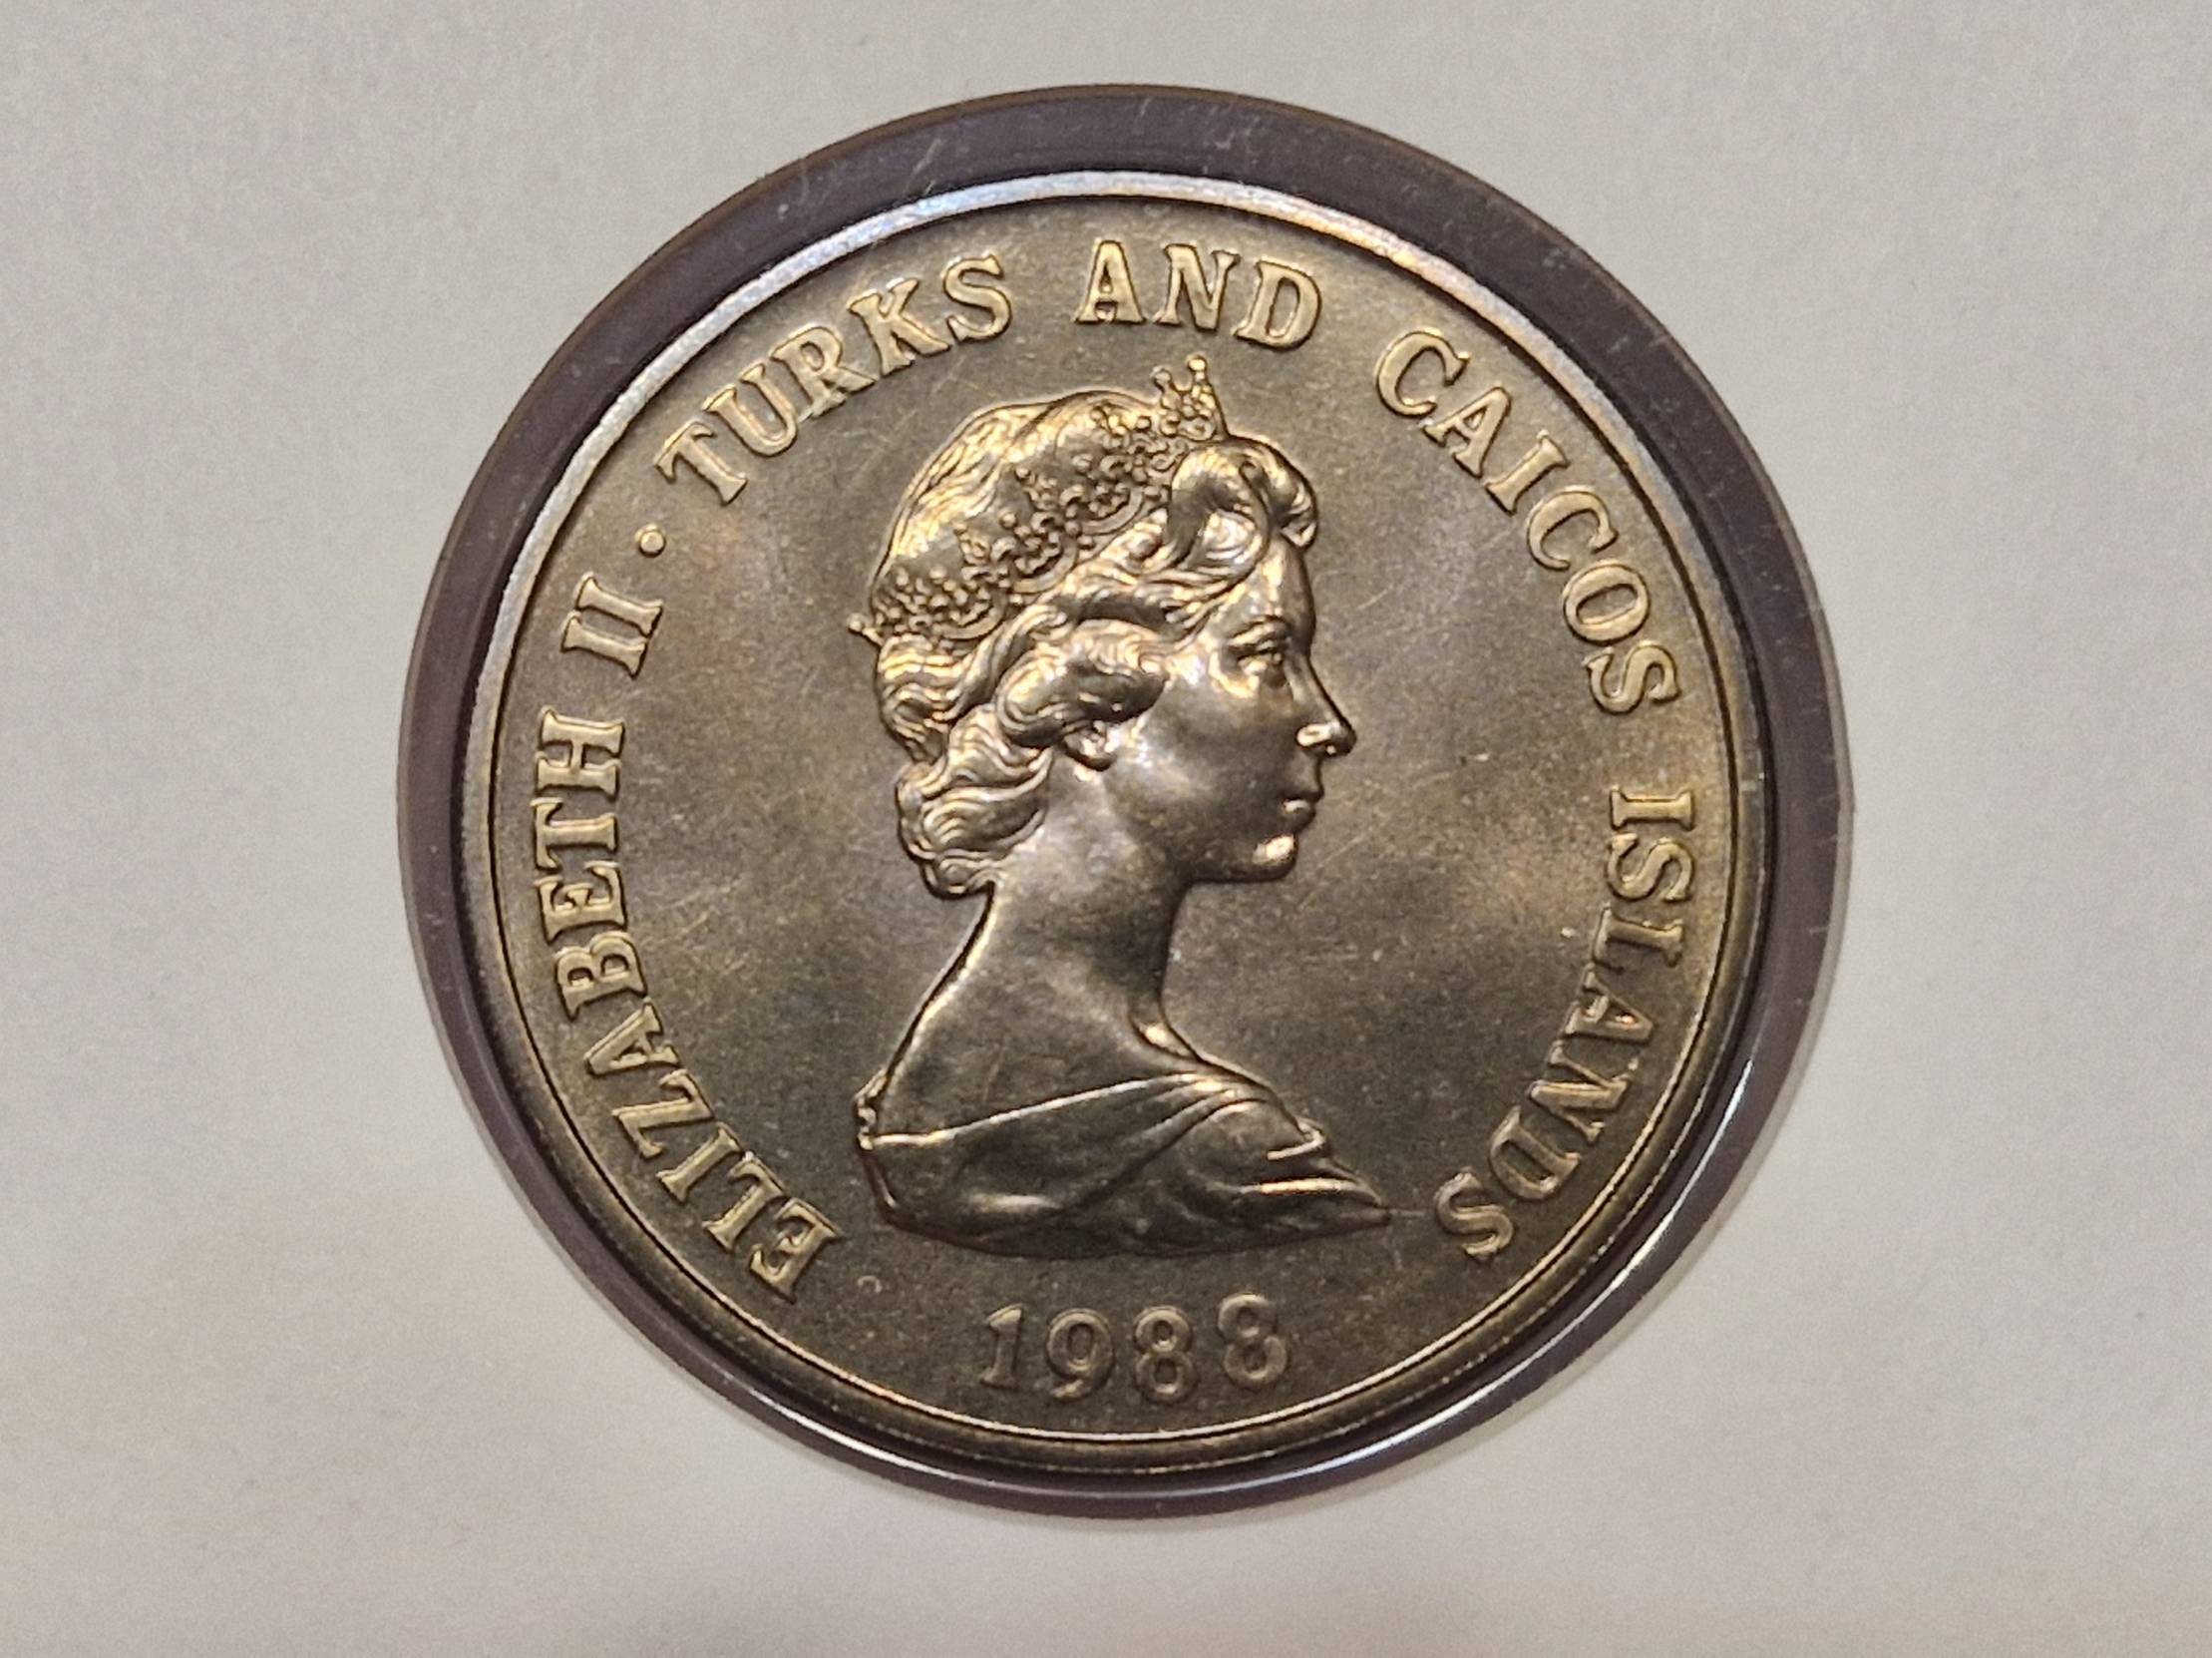 ELIZABETH II · TURKS AND CAICOS ISLANDS
1988